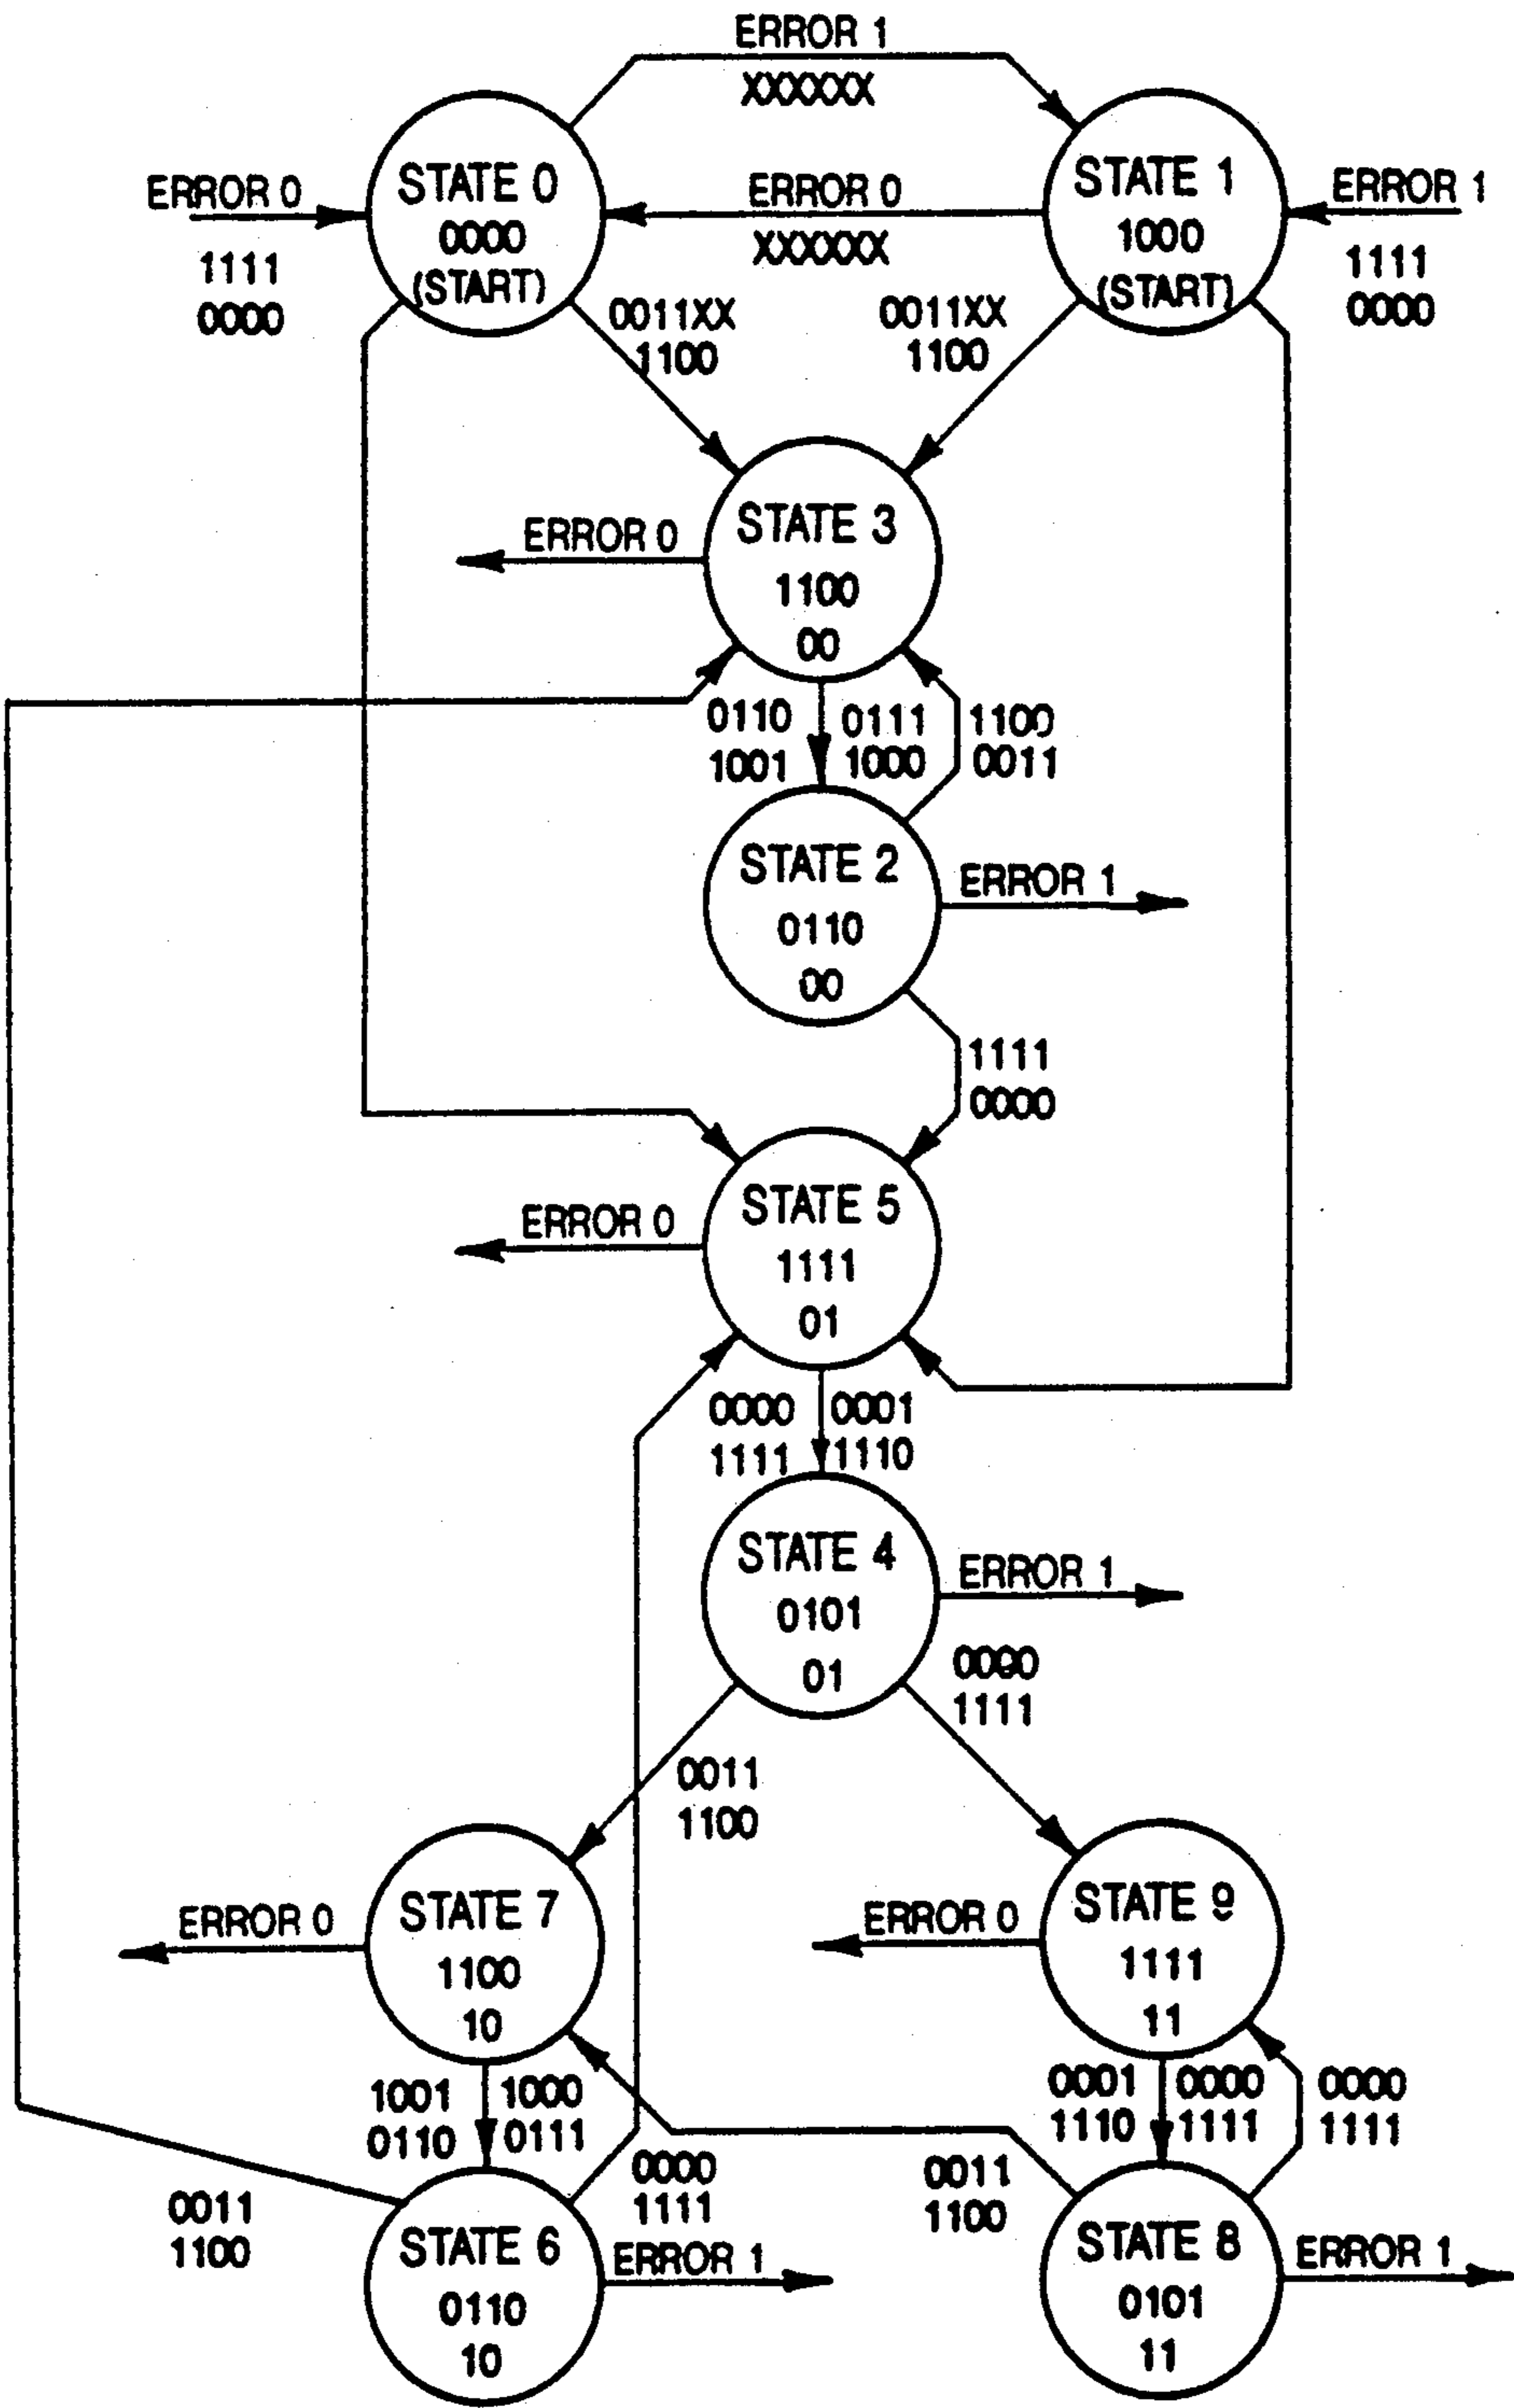 ERROR 1
XXXXXX
STATE 0
0000
(START)
STATE 1
1000
(START)
ERROR 0
1111
0000
ERROR 0
XXXXXX
ERROR 1
1111
0000
0011XX
1100
0011XX
1100
STATE 3
1100
00
ERROR 0
0110
1001
0111
1000
1100
0011
STATE 2
0110
00
ERROR 1
1111
0000
STATE 5
1111
01
ERROR 0
0000
1111
0001
1110
STATE 4
0101
01
ERROR 1
0000
1111
0011
1100
STATE 7
1100
10
ERROR 0
STATE 9
1111
11
ERROR 0
1001
0110
1000
0111
0001
1110
0000
1111
0000
1111
0011
1100
0000
1111
0011
1100
STATE 6
0110
10
ERROR 1
STATE 8
0101
11
ERROR 1